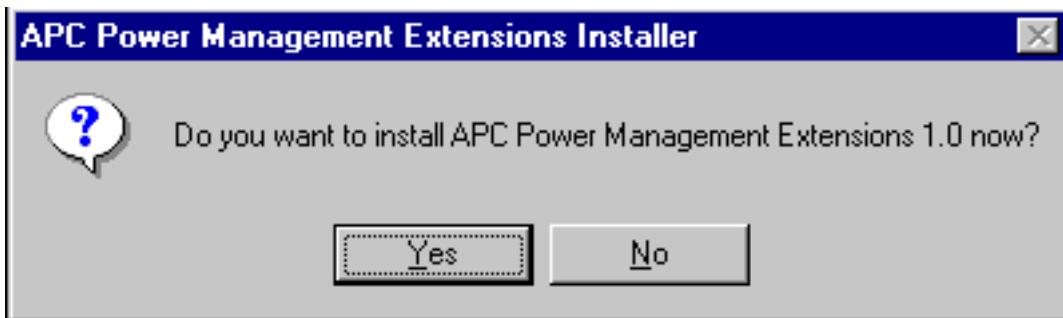 APC Power Management Extensions Installer
Do you want to install APC Power Management Extensions 1.0 now?
Yes No